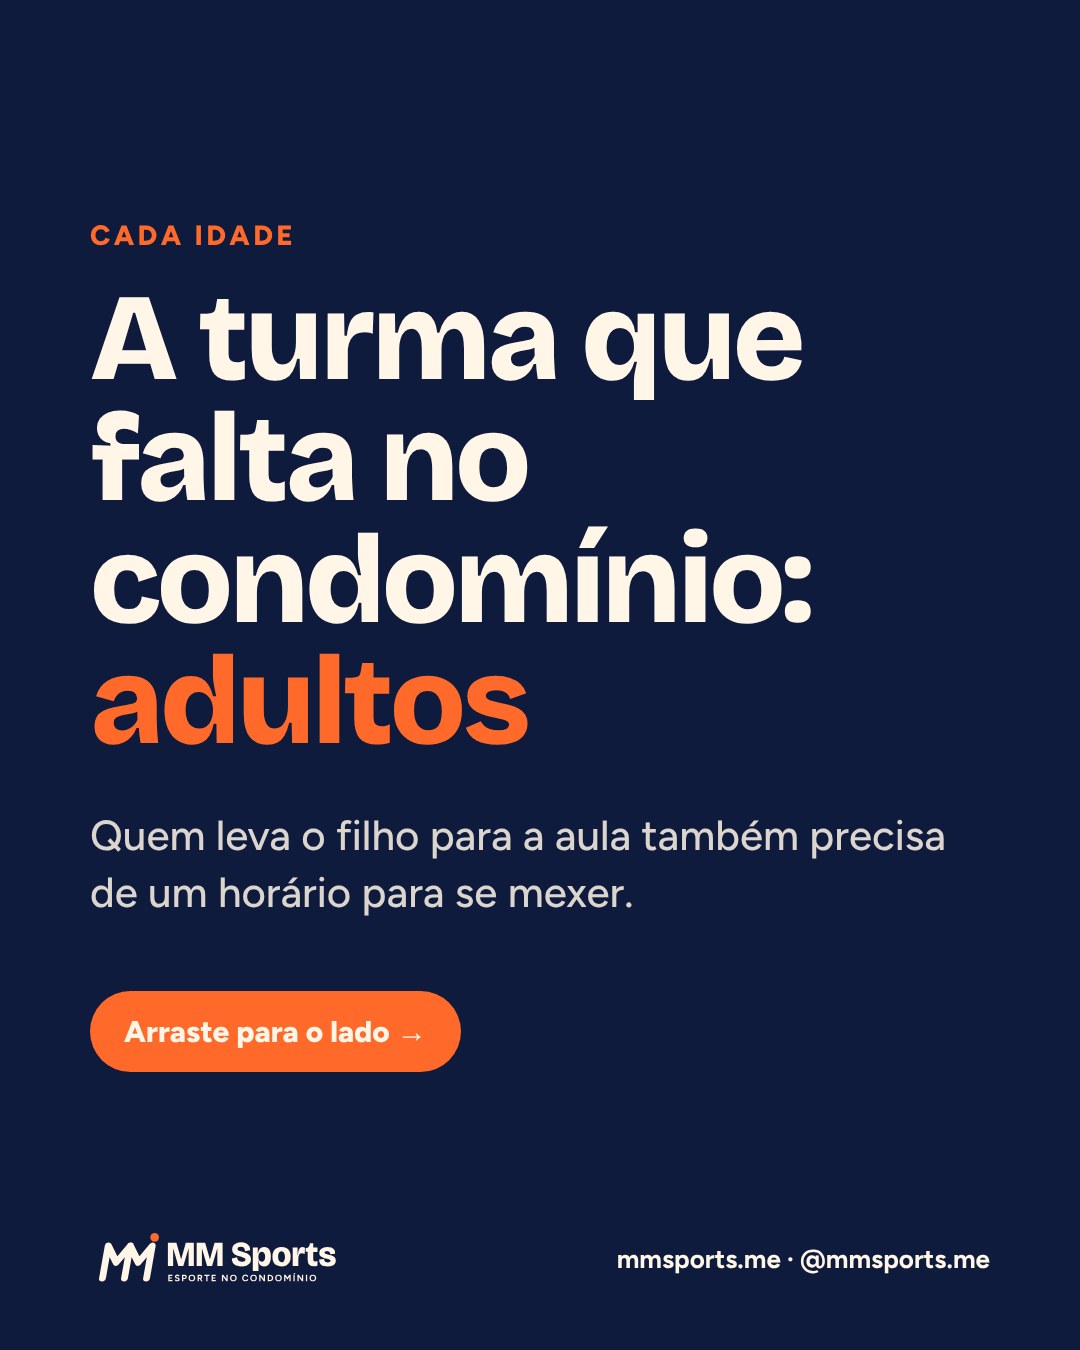 CADA IDADE
A turma que
falta no
condomínio:
adultos
Quem leva o filho para a aula também precisa
de um horário para se mexer.
Arraste para o lado →
MM Sports
ESPORTE NO CONDOMÍNIO
mmsports.me · @mmsports.me